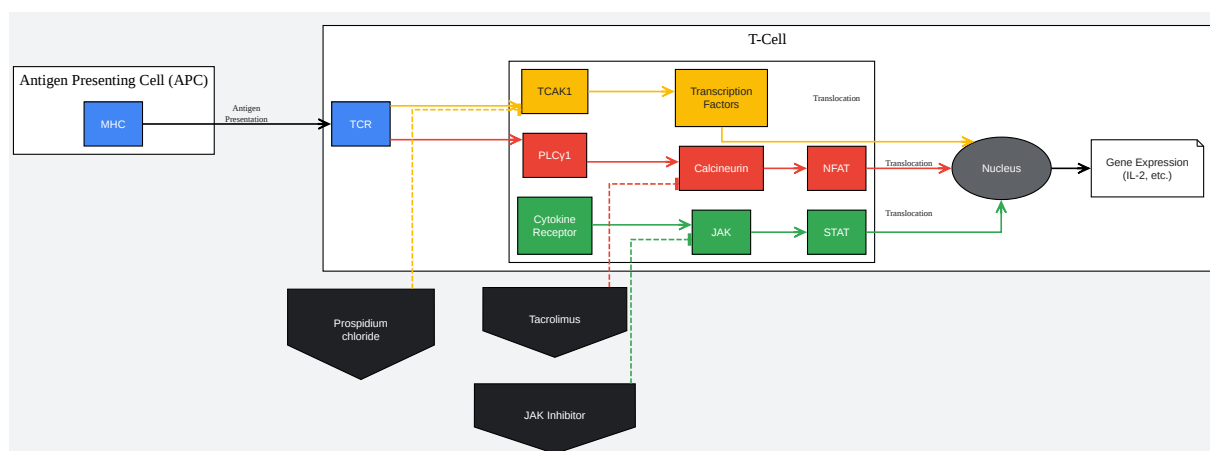 T-Cell
Antigen Presenting Cell (APC)
MHC
Antigen
Presentation
TCR
TCAK1
Transcription
Factors
Translocation
PLCγ1
Calcineurin
NFAT
Translocation
Nucleus
Gene Expression
(IL-2, etc.)
Cytokine
Receptor
JAK
STAT
Translocation
Prospidium
chloride
Tacrolimus
JAK Inhibitor